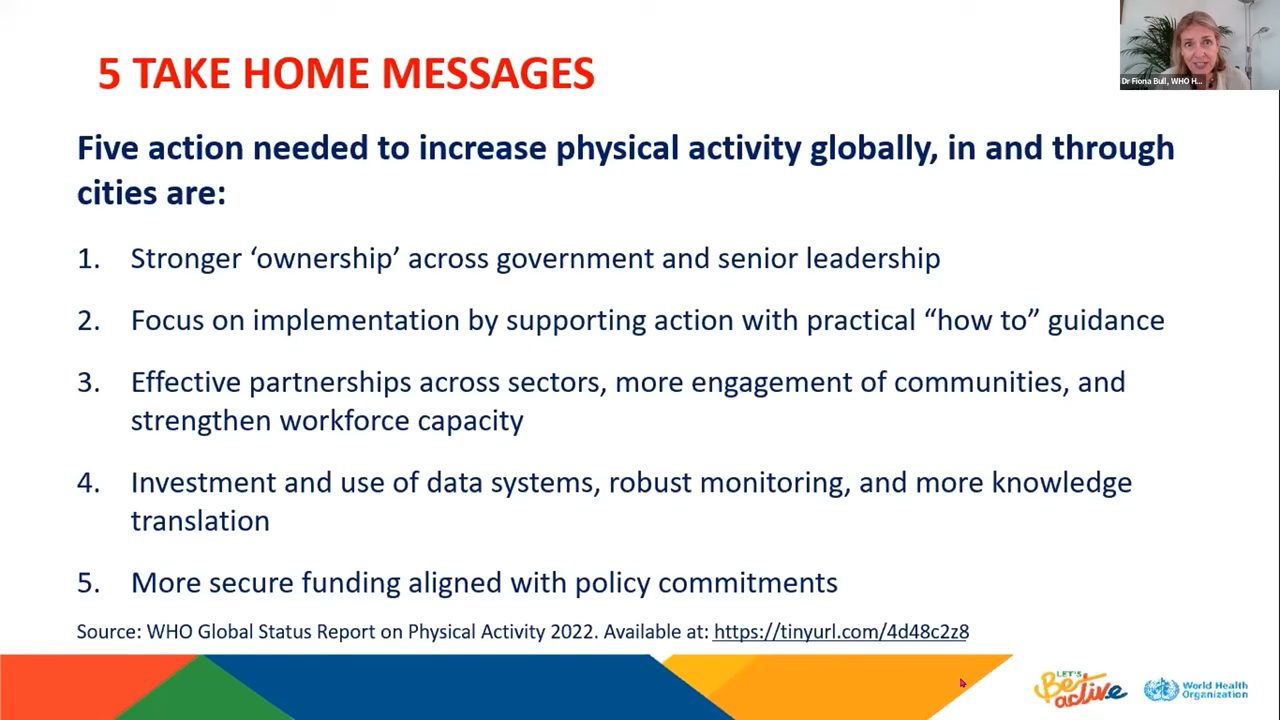 5 TAKE HOME MESSAGES
Dr Fiona Bull, WHO H...
Five action needed to increase physical activity globally, in and through
cities are:
1. Stronger ‘ownership’ across government and senior leadership
2. Focus on implementation by supporting action with practical “how to” guidance
3. Effective partnerships across sectors, more engagement of communities, and
strengthen workforce capacity
4. Investment and use of data systems, robust monitoring, and more knowledge
translation
5. More secure funding aligned with policy commitments
Source: WHO Global Status Report on Physical Activity 2022. Available at: https://tinyurl.com/4d48c2z8
LET'S
Be
active
World Health
Organization